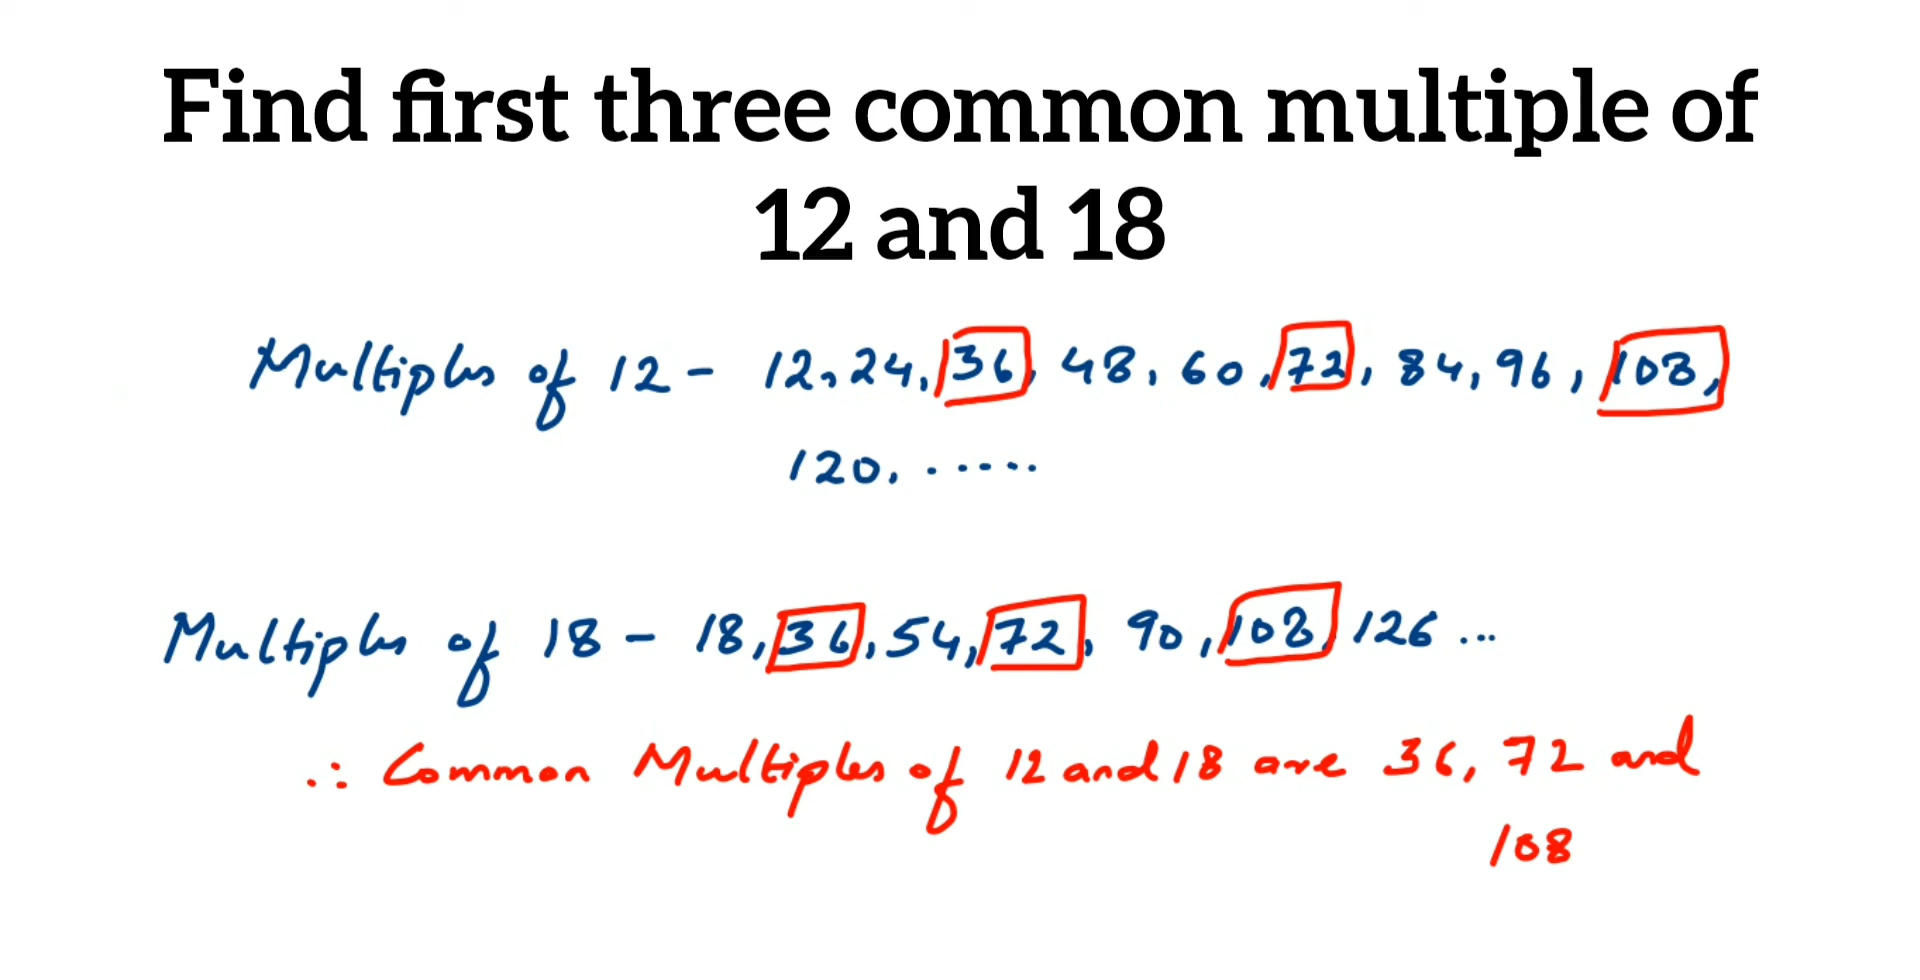 Find first three common multiple of
12 and 18
Multiples of 12 - 12, 24, 36, 48, 60, 72, 84, 96, 108,
120, ......
Multiples of 18 - 18, 36, 54, 72, 90, 108, 126 ...
∴ Common Multiples of 12 and 18 are 36, 72 and
108